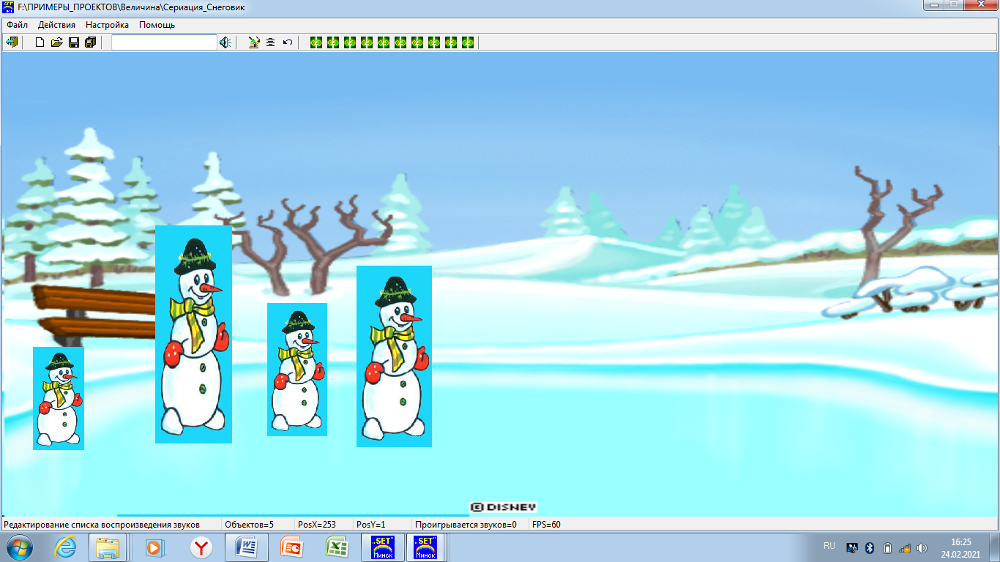 F:\ПРИМЕРЫ_ПРОЕКТОВ\Величина\Сериация_Снеговик
Файл Действия Настройка Помощь
© DISNEY
Редактирование списка воспроизведения звуков Объектов=5 PosX=253 PosY=1 Проигрывается звуков=0 FPS=60
„SET" Минск „SET" Минск RU 16:25
24.02.2021